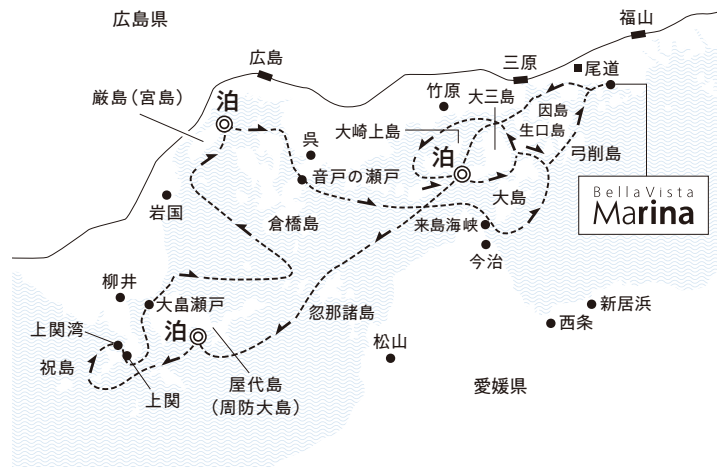 広島県
福山
広島
三原
尾道
厳島（宮島）
泊
竹原
大三島
因島
生口島
大崎上島
呉
泊
弓削島
音戸の瀬戸
BellaVista
Marina
岩国
大島
倉橋島
来島海峡
今治
柳井
大畠瀬戸
新居浜
忽那諸島
西条
上関湾
泊
松山
祝島
上関
屋代島
（周防大島）
愛媛県